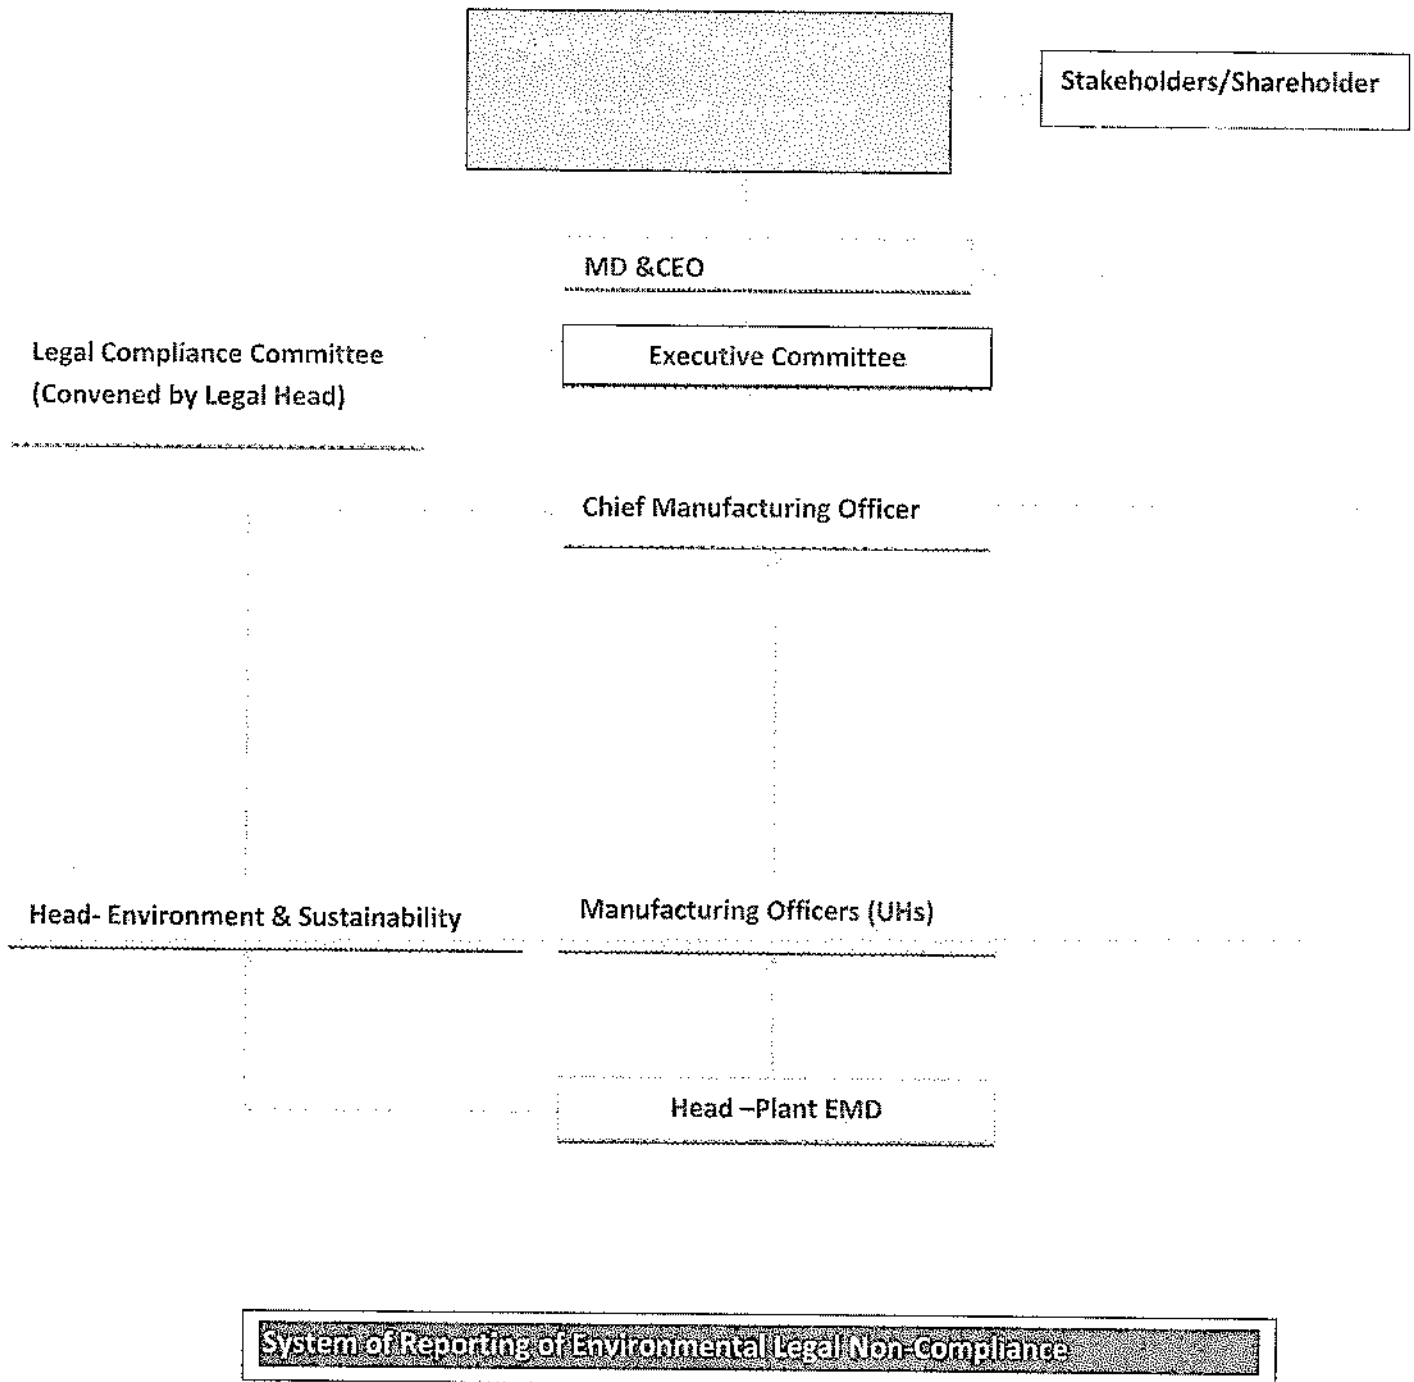 Stakeholders/Shareholder
MD &CEO
Legal Compliance Committee
(Convened by Legal Head)
Executive Committee
Chief Manufacturing Officer
Head- Environment & Sustainability
Manufacturing Officers (UHs)
Head –Plant EMD
System of Reporting of Environmental Legal Non-Compliance